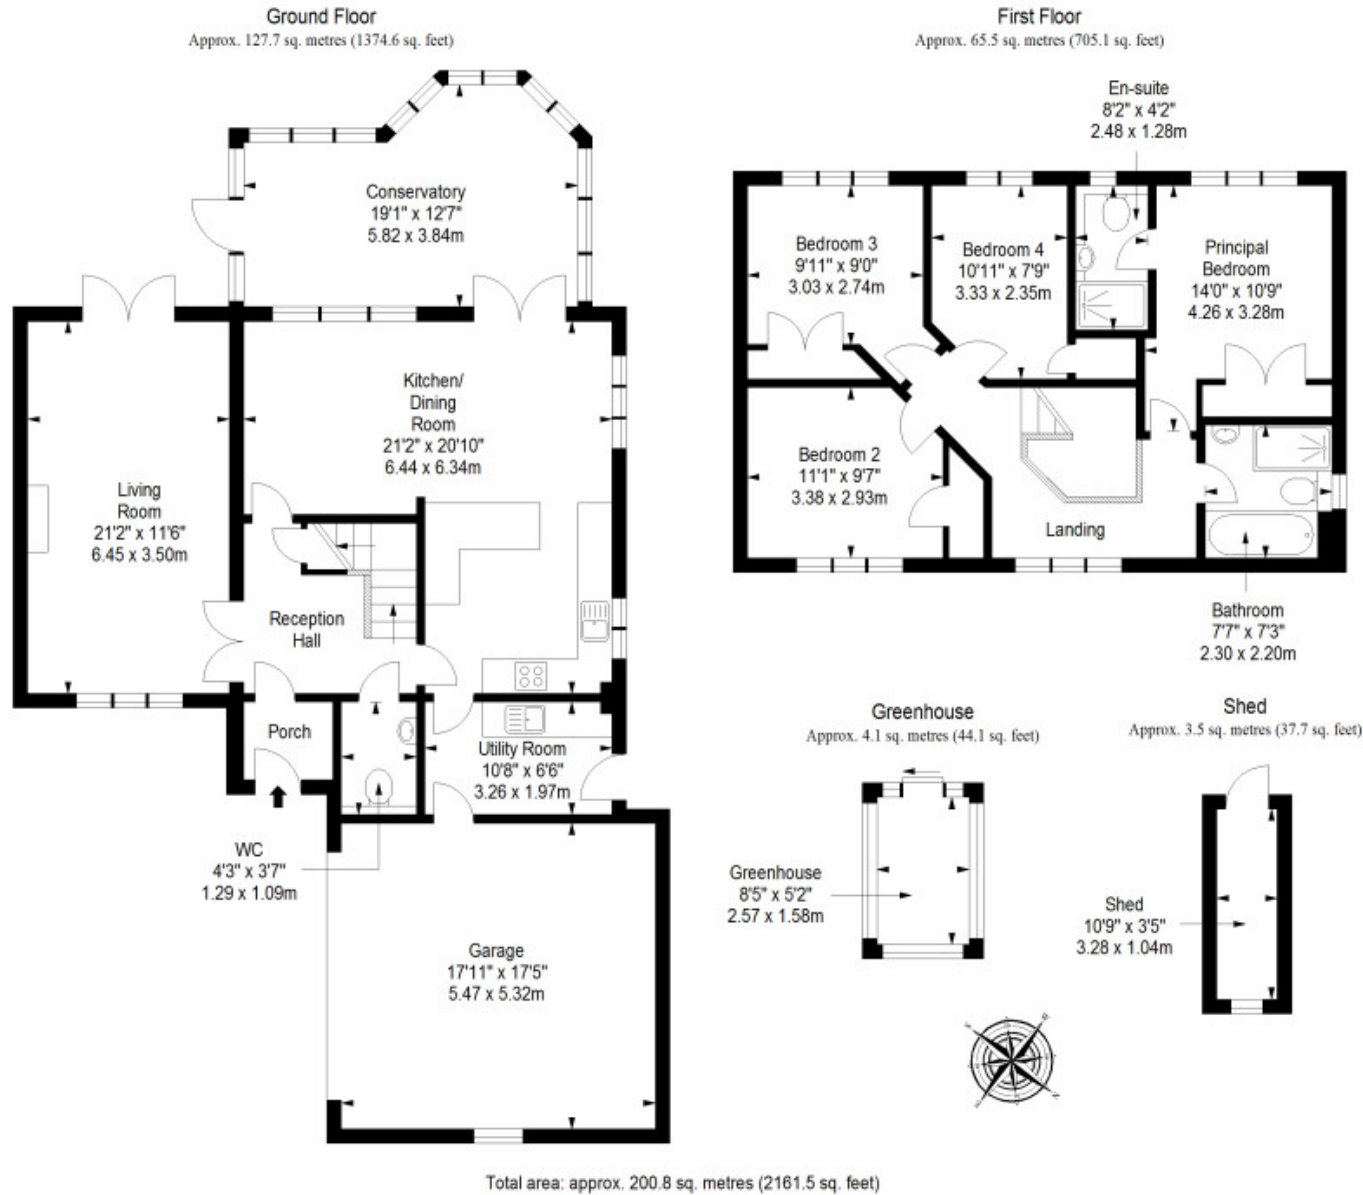 Ground Floor
Approx. 127.7 sq. metres (1374.6 sq. feet)
Conservatory
19'1" x 12'7"
5.82 x 3.84m
Kitchen/
Dining
Room
21'2" x 20'10"
6.44 x 6.34m
Living
Room
21'2" x 11'6"
6.45 x 3.50m
Reception
Hall
Porch
Utility Room
10'8" x 6'6"
3.26 x 1.97m
WC
4'3" x 3'7"
1.29 x 1.09m
Garage
17'11" x 17'5"
5.47 x 5.32m
First Floor
Approx. 65.5 sq. metres (705.1 sq. feet)
En-suite
8'2" x 4'2"
2.48 x 1.28m
Bedroom 3
9'11" x 9'0"
3.03 x 2.74m
Bedroom 4
10'11" x 7'9"
3.33 x 2.35m
Principal
Bedroom
14'0" x 10'9"
4.26 x 3.28m
Bedroom 2
11'1" x 9'7"
3.38 x 2.93m
Landing
Bathroom
7'7" x 7'3"
2.30 x 2.20m
Greenhouse
Approx. 4.1 sq. metres (44.1 sq. feet)
Greenhouse
8'5" x 5'2"
2.57 x 1.58m
Shed
Approx. 3.5 sq. metres (37.7 sq. feet)
Shed
10'9" x 3'5"
3.28 x 1.04m
Total area: approx. 200.8 sq. metres (2161.5 sq. feet)